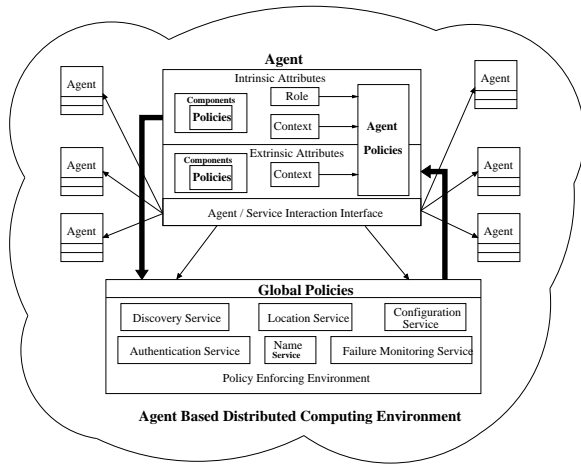 Agent
Intrinsic Attributes
Components
Policies
Role
Context
Agent
Policies
Extrinsic Attributes
Components
Policies
Context
Agent / Service Interaction Interface
Agent
Agent
Agent
Agent
Agent
Agent
Global Policies
Discovery Service
Location Service
Configuration
Service
Authentication Service
Name
Service
Failure Monitoring Service
Policy Enforcing Environment
Agent Based Distributed Computing Environment